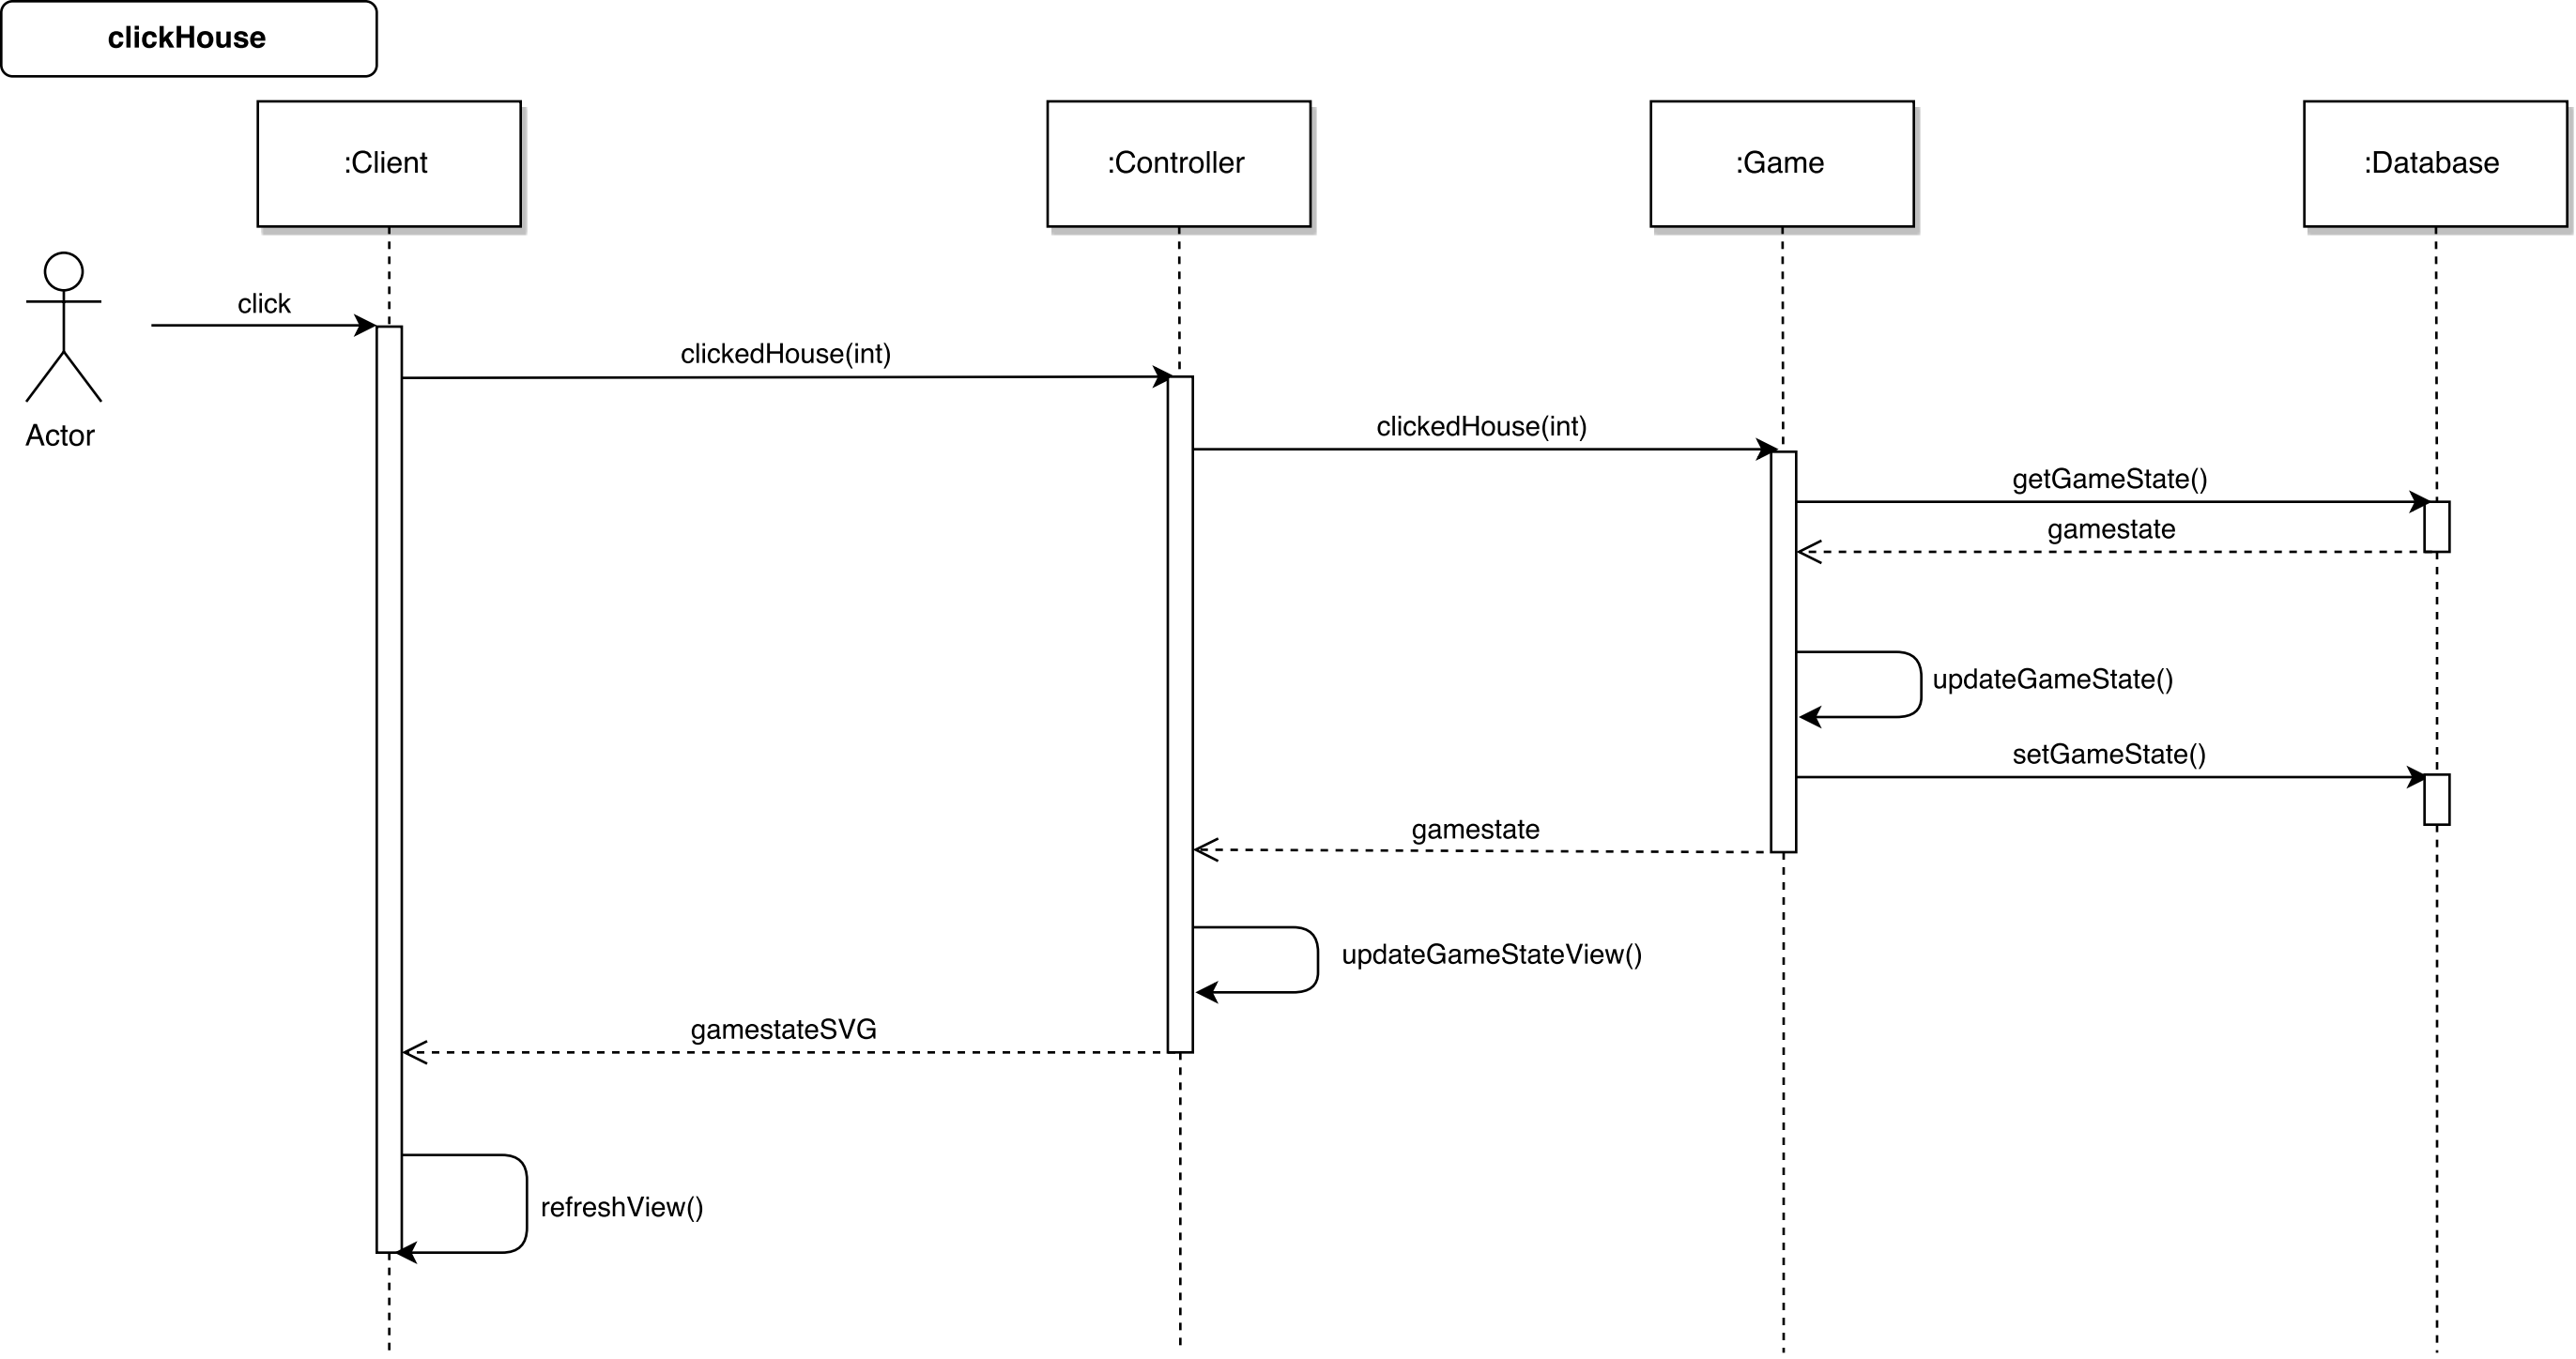 clickHouse
:Client
:Controller
:Game
:Database
click
Actor
clickedHouse(int)
clickedHouse(int)
getGameState()
gamestate
updateGameState()
setGameState()
gamestate
updateGameStateView()
gamestateSVG
refreshView()